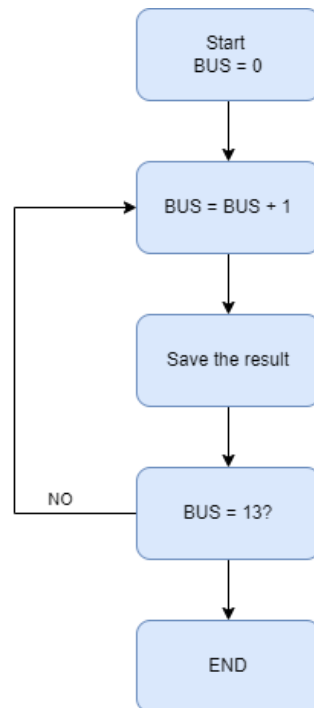 Start
BUS = 0
BUS = BUS + 1
Save the result
NO
BUS = 13?
END